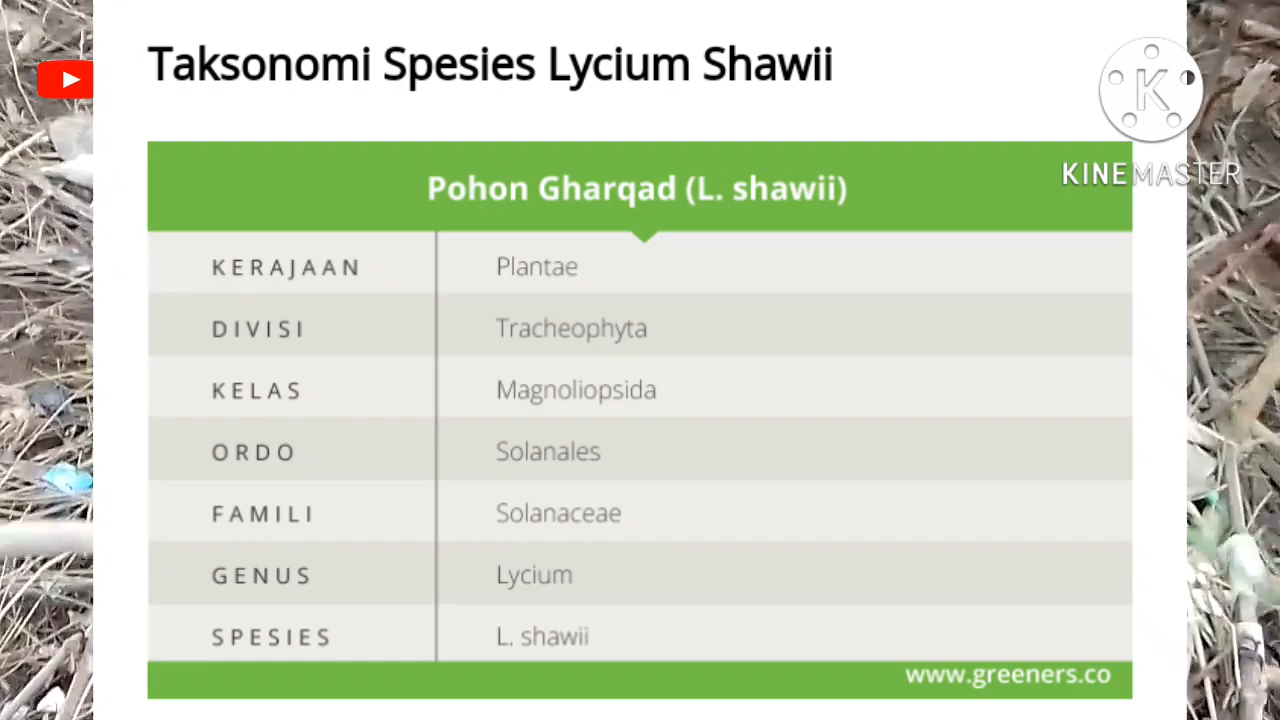 Taksonomi Spesies Lycium Shawii
K
KINEMASTER
Pohon Gharqad (L. shawii)
KERAJAAN Plantae
DIVISI Tracheophyta
KELAS Magnoliopsida
ORDO Solanales
FAMILI Solanaceae
GENUS Lycium
SPESIES L. shawii
www.greeners.co